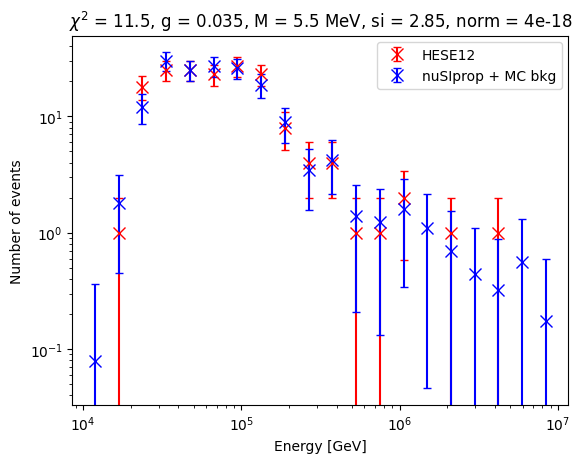 χ² = 11.5, g = 0.035, M = 5.5 MeV, si = 2.85, norm = 4e-18
HESE12
nuSIprop + MC bkg
Number of events
10¹
10⁰
10⁻¹
10⁴ 10⁵ 10⁶ 10⁷
Energy [GeV]